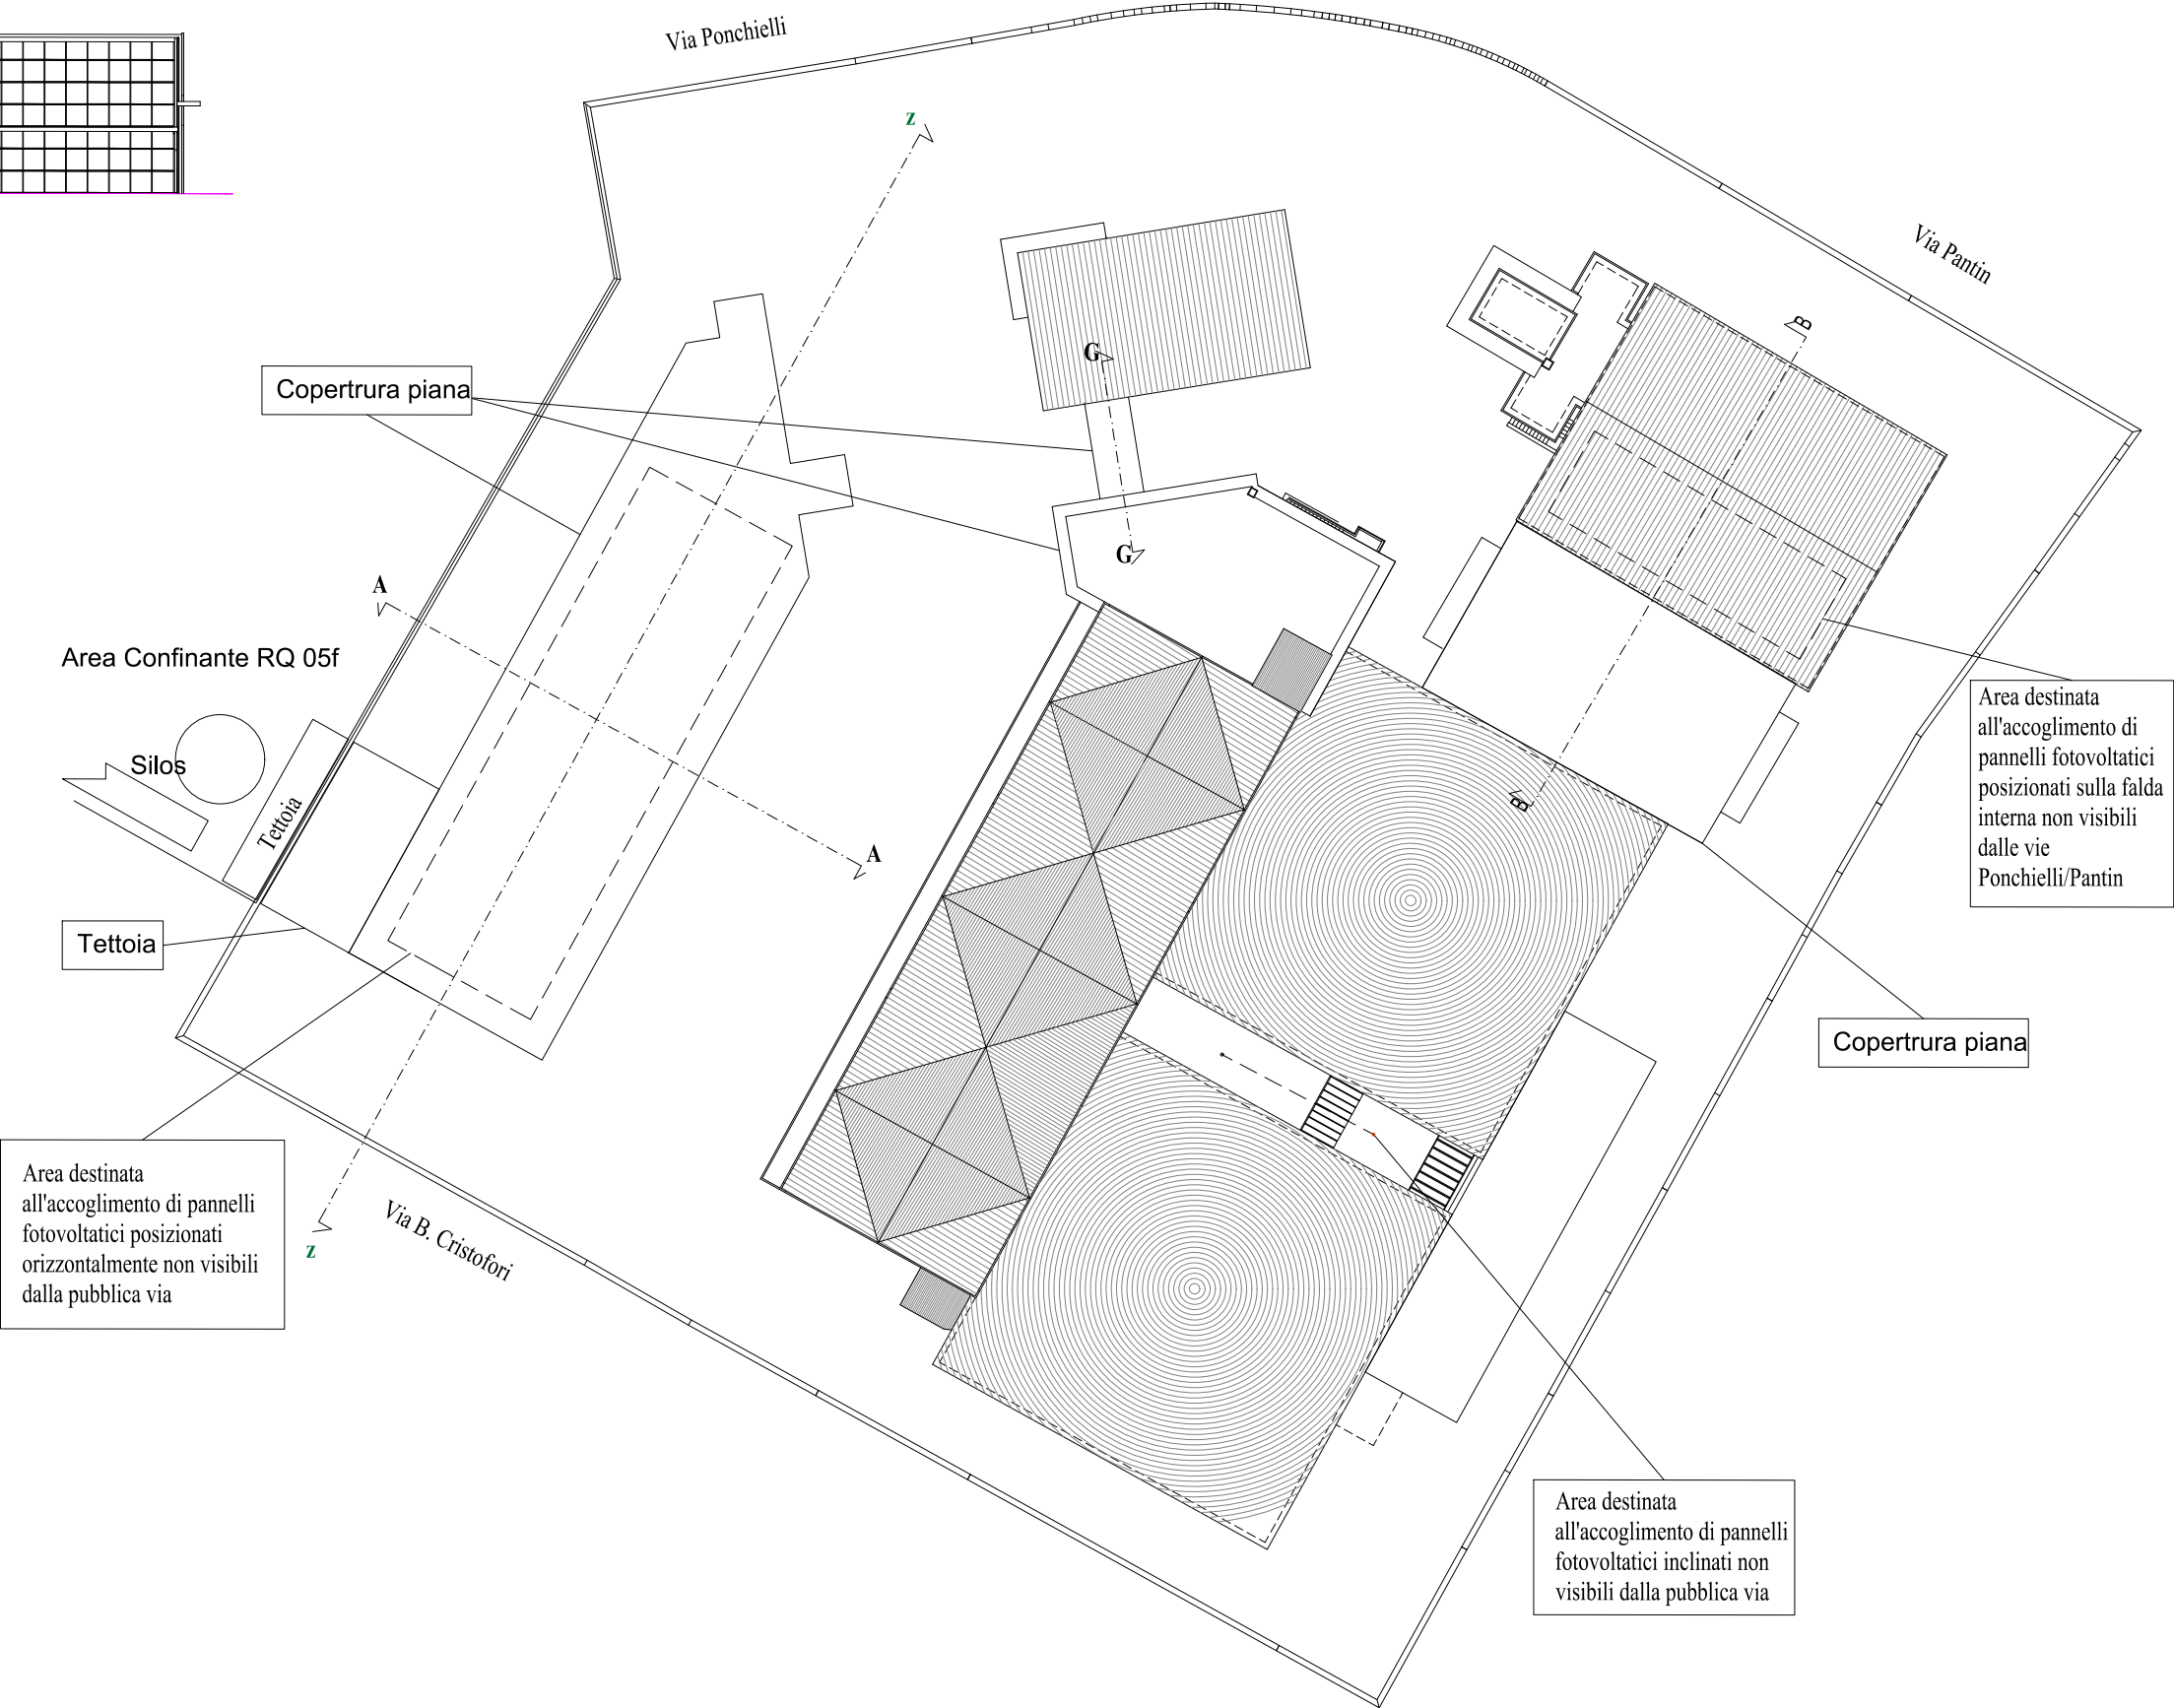 Via Ponchielli
z
Via Pantin
B
G
Copertrura piana
G
A
Area Confinante RQ 05f
Area destinata
all'accoglimento di
pannelli fotovoltatici
posizionati sulla falda
interna non visibili
dalle vie
Ponchielli/Pantin
Silos
Tettoia
B
A
Tettoia
Copertrura piana
Area destinata
all'accoglimento di pannelli
fotovoltatici posizionati
orizzontalmente non visibili
dalla pubblica via
Via B. Cristofori
z
Area destinata
all'accoglimento di pannelli
fotovoltatici inclinati non
visibili dalla pubblica via